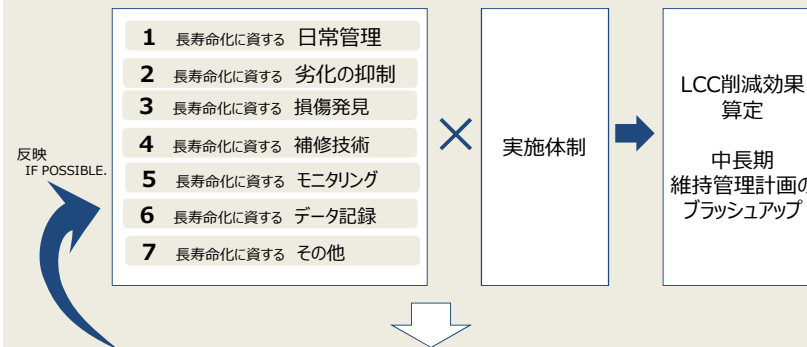 1 長寿命化に資する 日常管理
2 長寿命化に資する 劣化の抑制
3 長寿命化に資する 損傷発見
4 長寿命化に資する 補修技術
5 長寿命化に資する モニタリング
6 長寿命化に資する データ記録
7 長寿命化に資する その他
反映
IF POSSIBLE.
実施体制
LCC削減効果
算定
中長期
維持管理計画の
ブラッシュアップ